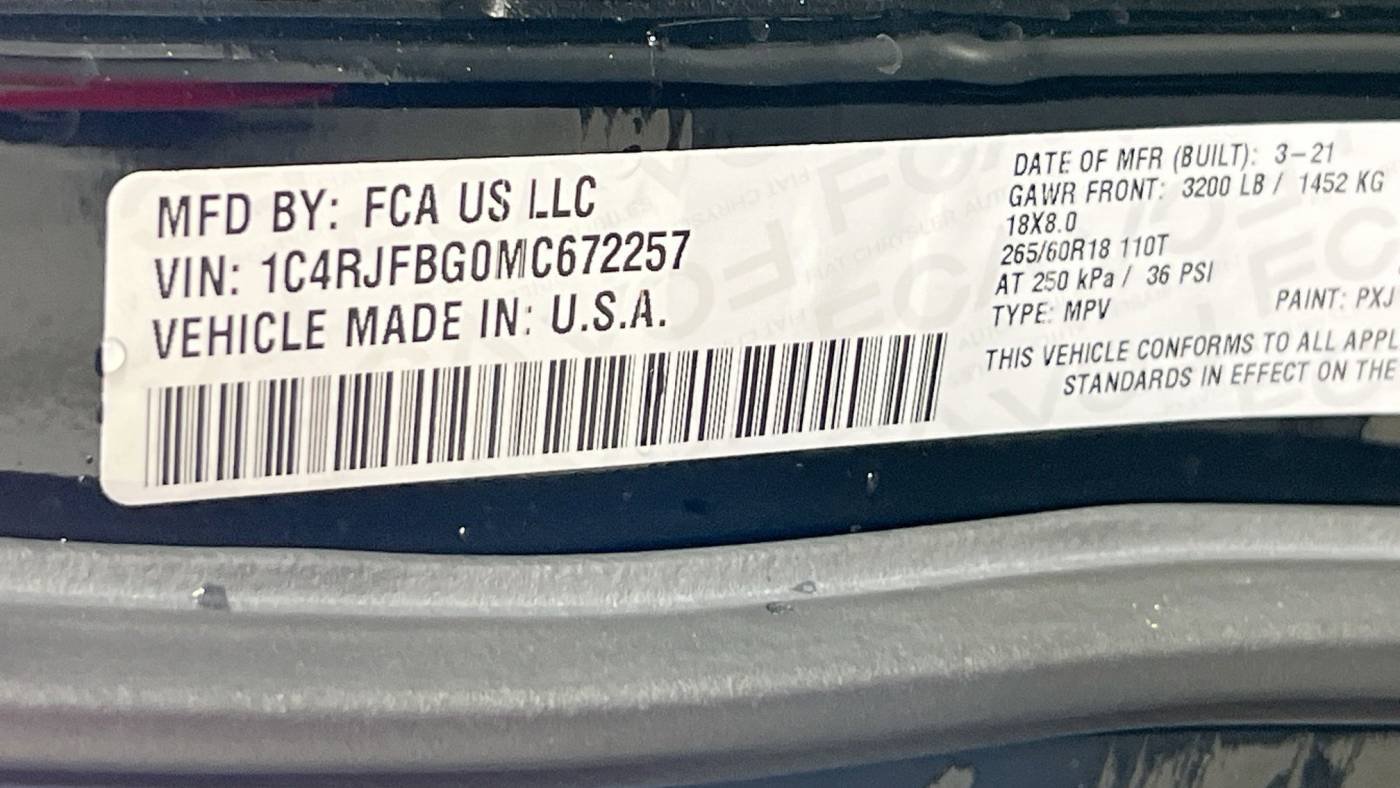 MFD BY: FCA US LLC
VIN: 1C4RJFBG0MC672257
VEHICLE MADE IN: U.S.A.
DATE OF MFR (BUILT): 3-21
GAWR FRONT: 3200 LB / 1452 KG
18X8.0
265/60R18 110T
AT 250 kPa / 36 PSI
TYPE: MPV PAINT: PXJ
THIS VEHICLE CONFORMS TO ALL APPL
STANDARDS IN EFFECT ON THE